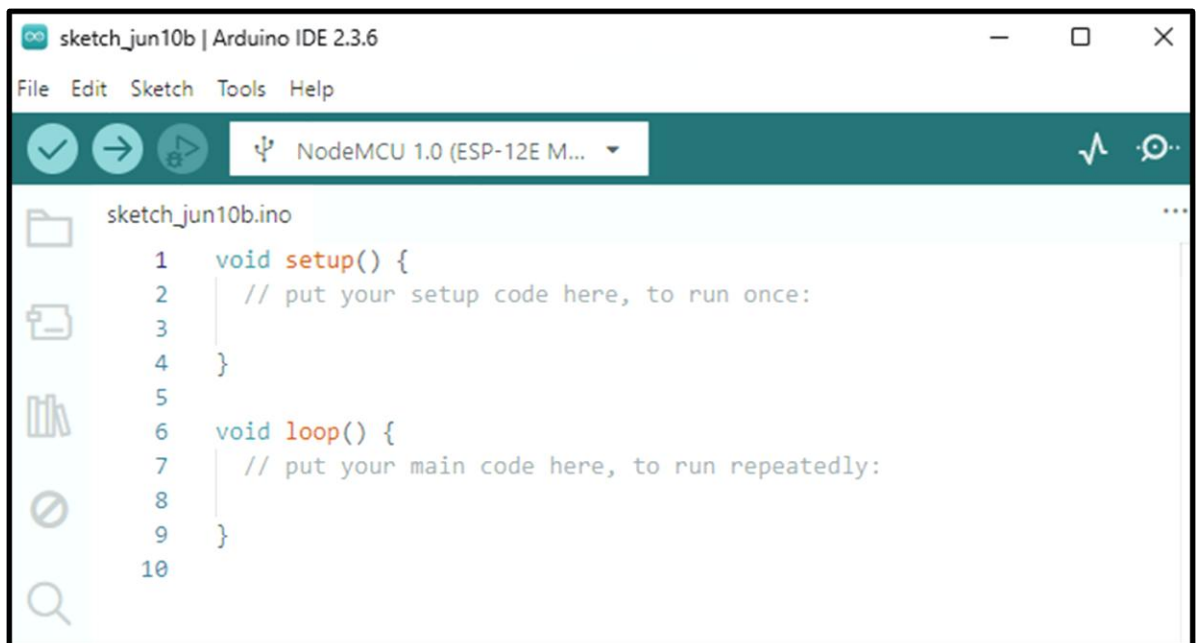 sketch_jun10b | Arduino IDE 2.3.6
File Edit Sketch Tools Help
NodeMCU 1.0 (ESP-12E M...
sketch_jun10b.ino
1 void setup() {
2 // put your setup code here, to run once:
3
4 }
5
6 void loop() {
7 // put your main code here, to run repeatedly:
8
9 }
10